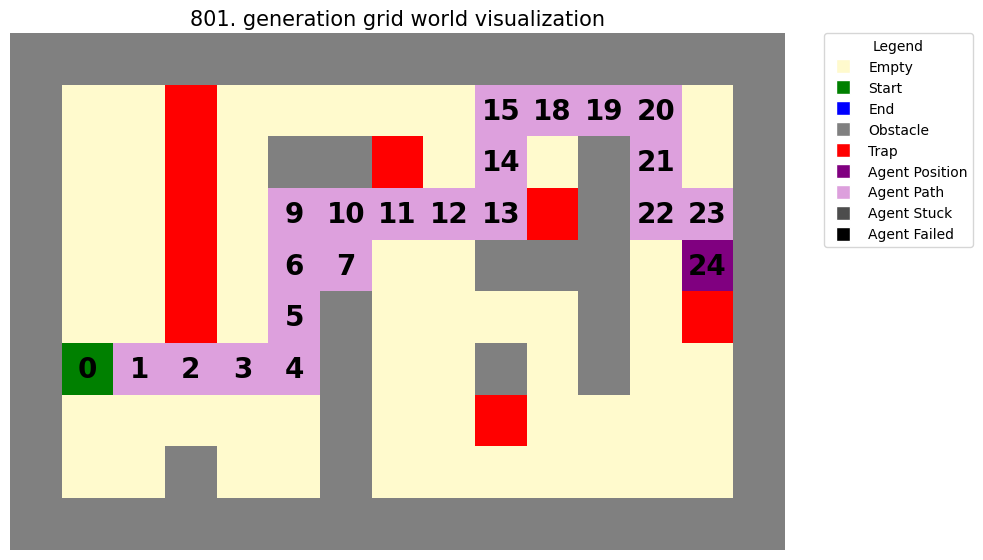 801. generation grid world visualization
15 18 19 20
14 21
9 10 11 12 13 22 23
6 7 24
5
0 1 2 3 4
Legend
Empty
Start
End
Obstacle
Trap
Agent Position
Agent Path
Agent Stuck
Agent Failed